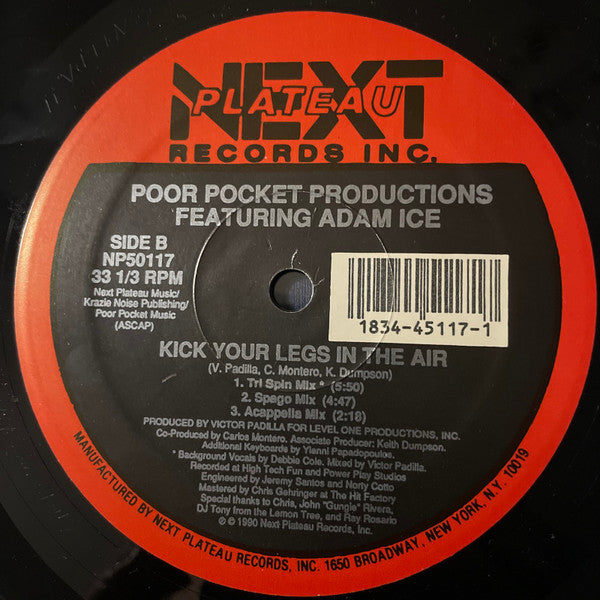 NEXT
PLATEAU
RECORDS INC.
POOR POCKET PRODUCTIONS
FEATURING ADAM ICE
SIDE B
NP50117
33 1/3 RPM
Next Plateau Music/
Krazie Noise Publishing/
Poor Pocket Music
(ASCAP)
1834-45117-1
KICK YOUR LEGS IN THE AIR
(V. Padilla, C. Montero, K. Dumpson)
1. Tri Spin Mix * (5:50)
2. Spago Mix (4:47)
3. Acappella Mix (2:18)
PRODUCED BY VICTOR PADILLA FOR LEVEL ONE PRODUCTIONS, INC.
Co-Produced by Carlos Montero. Associate Producer: Keith Dumpson.
Additional Keyboards by Yianni Papadopoulos.
* Background Vocals by Debbie Cole. Mixed by Victor Padilla.
Recorded at High Tech Fun and Power Play Studios
Engineered by Jeremy Santos and Norty Cotto
Mastered by Chris Gehringer at The Hit Factory
Special thanks to Chris, John "Gungie" Rivera,
DJ Tony from the Lemon Tree, and Ray Rosario
℗ © 1990 Next Plateau Records, Inc.
MANUFACTURED BY NEXT PLATEAU RECORDS, INC. 1650 BROADWAY, NEW YORK, N.Y. 10019